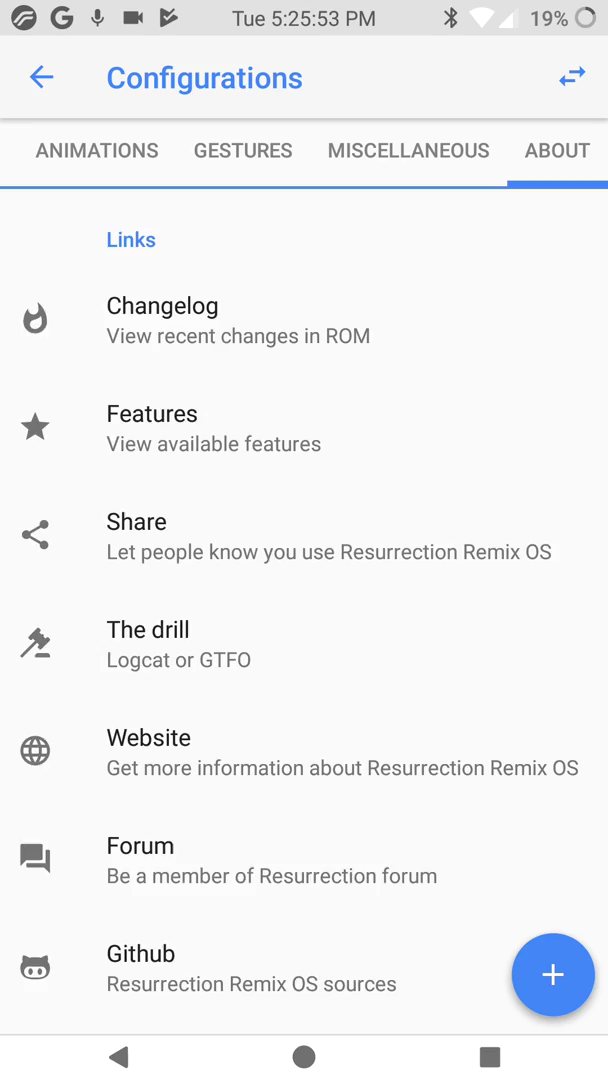 Tue 5:25:53 PM 19%
Configurations
ANIMATIONS GESTURES MISCELLANEOUS ABOUT
Links
Changelog
View recent changes in ROM
Features
View available features
Share
Let people know you use Resurrection Remix OS
The drill
Logcat or GTFO
Website
Get more information about Resurrection Remix OS
Forum
Be a member of Resurrection forum
Github
Resurrection Remix OS sources